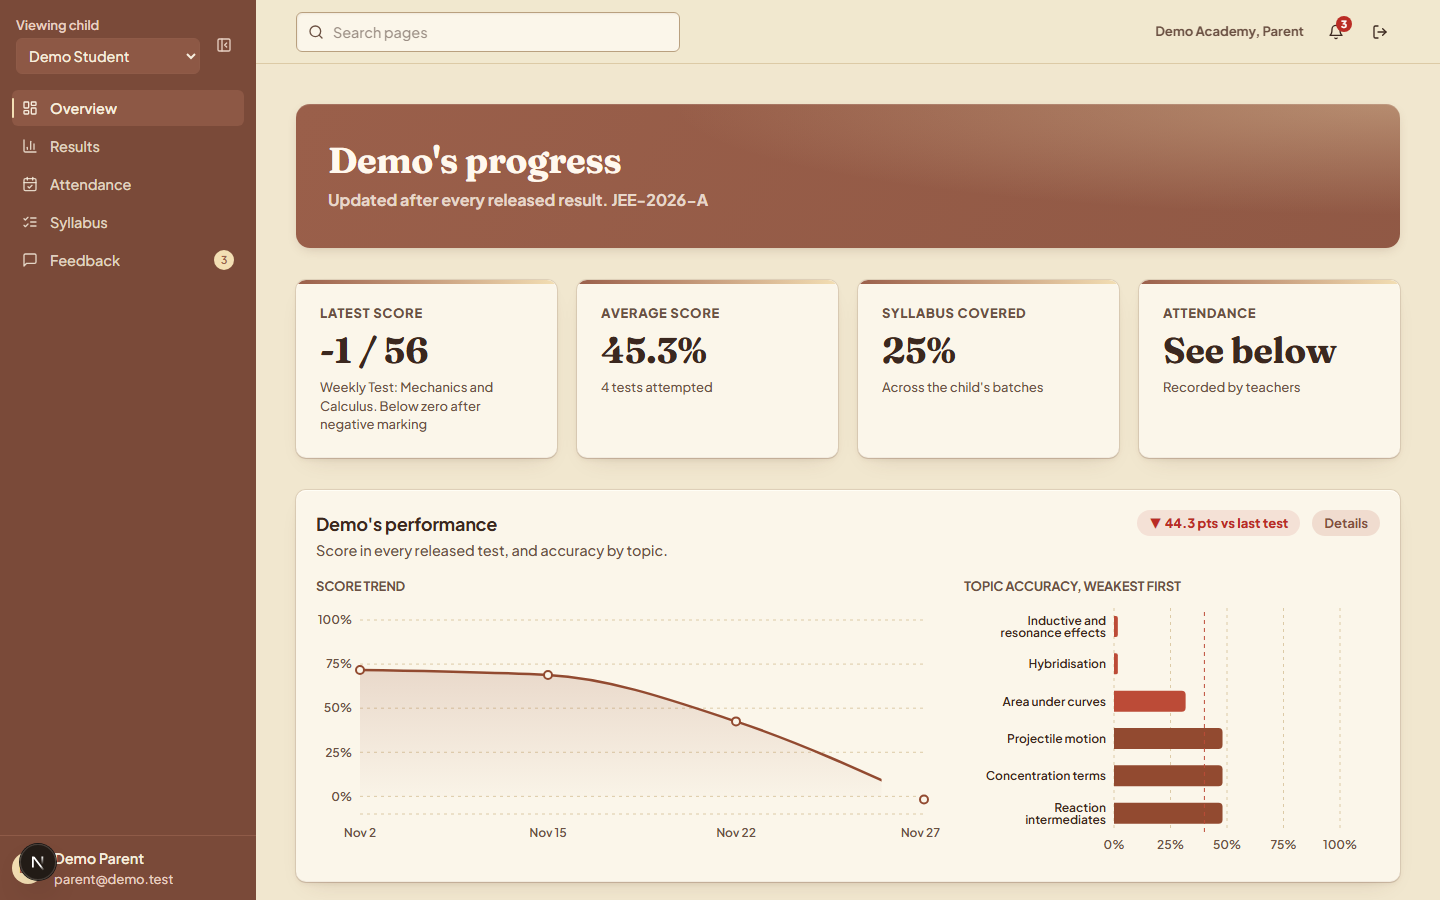 Viewing child
Demo Student
Overview
Results
Attendance
Syllabus
Feedback
3
Demo Parent
parent@demo.test
N
Search pages
Demo Academy, Parent
3
Demo's progress
Updated after every released result. JEE-2026-A
LATEST SCORE
-1 / 56
Weekly Test: Mechanics and
Calculus. Below zero after
negative marking
AVERAGE SCORE
45.3%
4 tests attempted
SYLLABUS COVERED
25%
Across the child's batches
ATTENDANCE
See below
Recorded by teachers
Demo's performance
Score in every released test, and accuracy by topic.
▼ 44.3 pts vs last test
Details
SCORE TREND
100%
75%
50%
25%
0%
Nov 2
Nov 15
Nov 22
Nov 27
TOPIC ACCURACY, WEAKEST FIRST
Inductive and
resonance effects
Hybridisation
Area under curves
Projectile motion
Concentration terms
Reaction
intermediates
0%
25%
50%
75%
100%